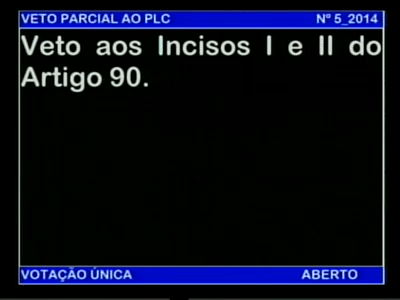 VETO PARCIAL AO PLC Nº 5_2014
Veto aos Incisos I e II do
Artigo 90.
VOTAÇÃO ÚNICA ABERTO